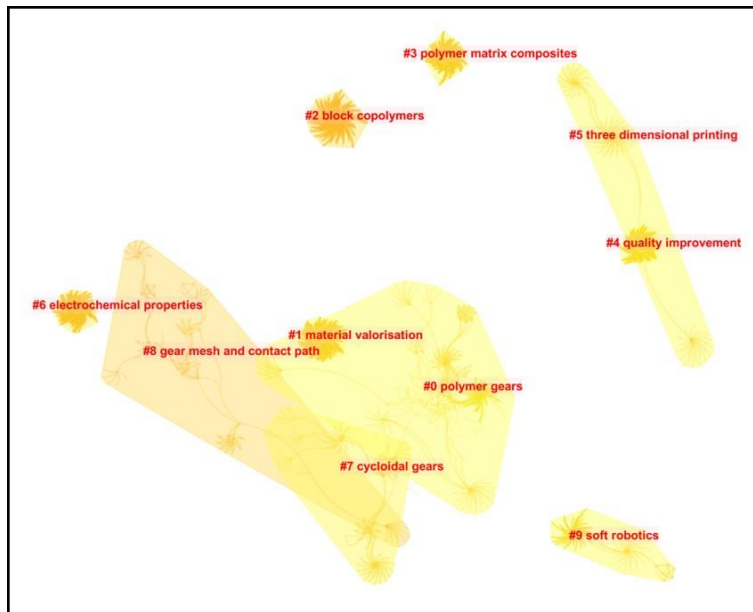 #3 polymer matrix composites
#2 block copolymers
#5 three dimensional printing
#4 quality improvement
#6 electrochemical properties
#1 material valorisation
#8 gear mesh and contact path
#0 polymer gears
#7 cycloidal gears
#9 soft robotics